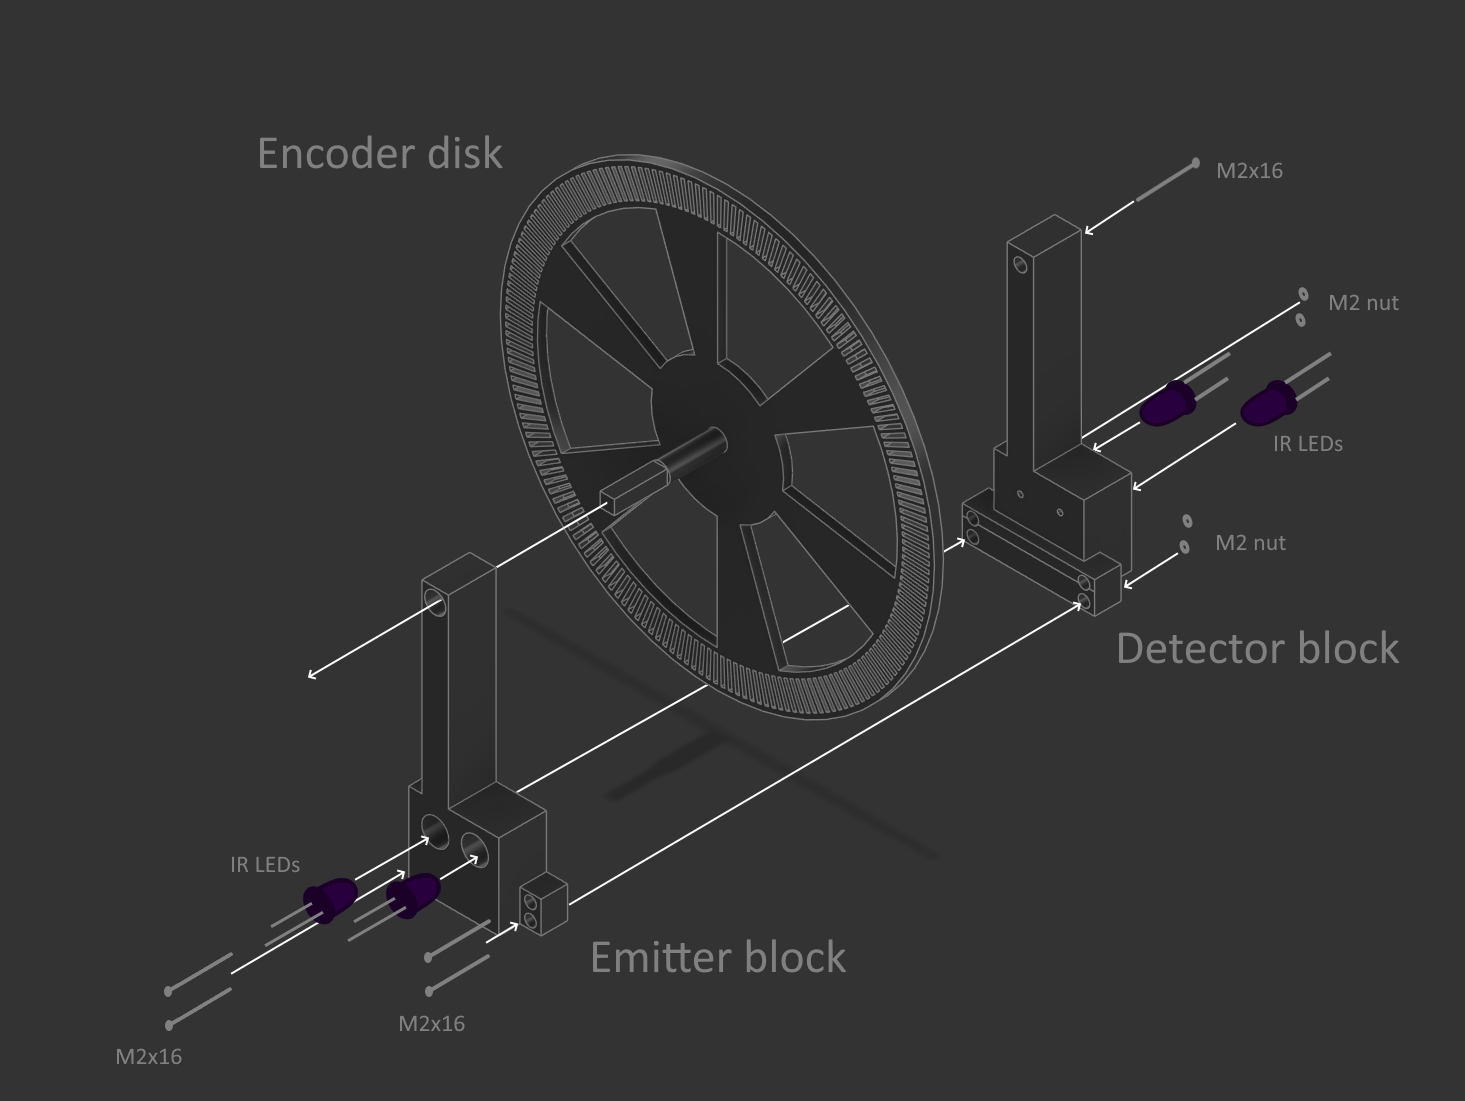 Encoder disk
M2x16
M2 nut
IR LEDs
M2 nut
Detector block
IR LEDs
Emitter block
M2x16
M2x16